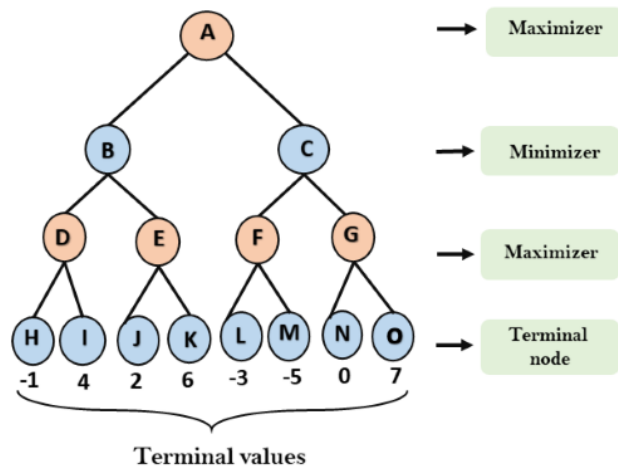 A
Maximizer
B
C
Minimizer
D
E
F
G
Maximizer
H
I
J
K
L
M
N
O
Terminal
node
-1
4
2
6
-3
-5
0
7
Terminal values